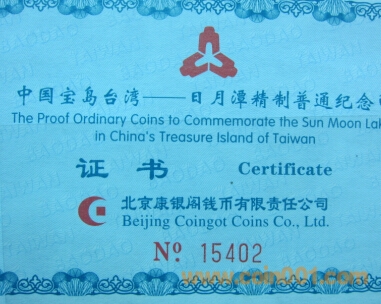 中国宝岛台湾——日月潭精制普通纪念币
The Proof Ordinary Coins to Commemorate the Sun Moon Lak
in China's Treasure Island of Taiwan
证书 Certificate
北京康银阁钱币有限责任公司
Beijing Coingot Coins Co., Ltd.
Nº 15402
www.coin001.com